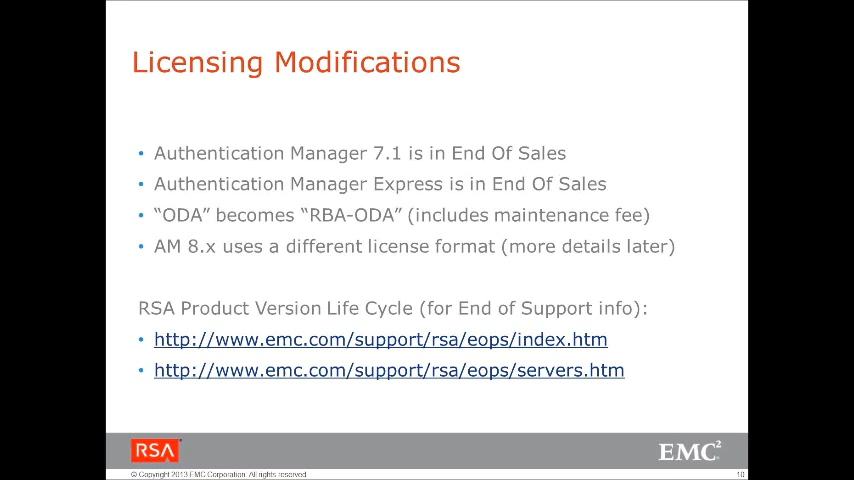 Licensing Modifications
• Authentication Manager 7.1 is in End Of Sales
• Authentication Manager Express is in End Of Sales
• “ODA” becomes “RBA-ODA” (includes maintenance fee)
• AM 8.x uses a different license format (more details later)
RSA Product Version Life Cycle (for End of Support info):
• http://www.emc.com/support/rsa/eops/index.htm
• http://www.emc.com/support/rsa/eops/servers.htm
RSA
EMC²
© Copyright 2013 EMC Corporation. All rights reserved.
10